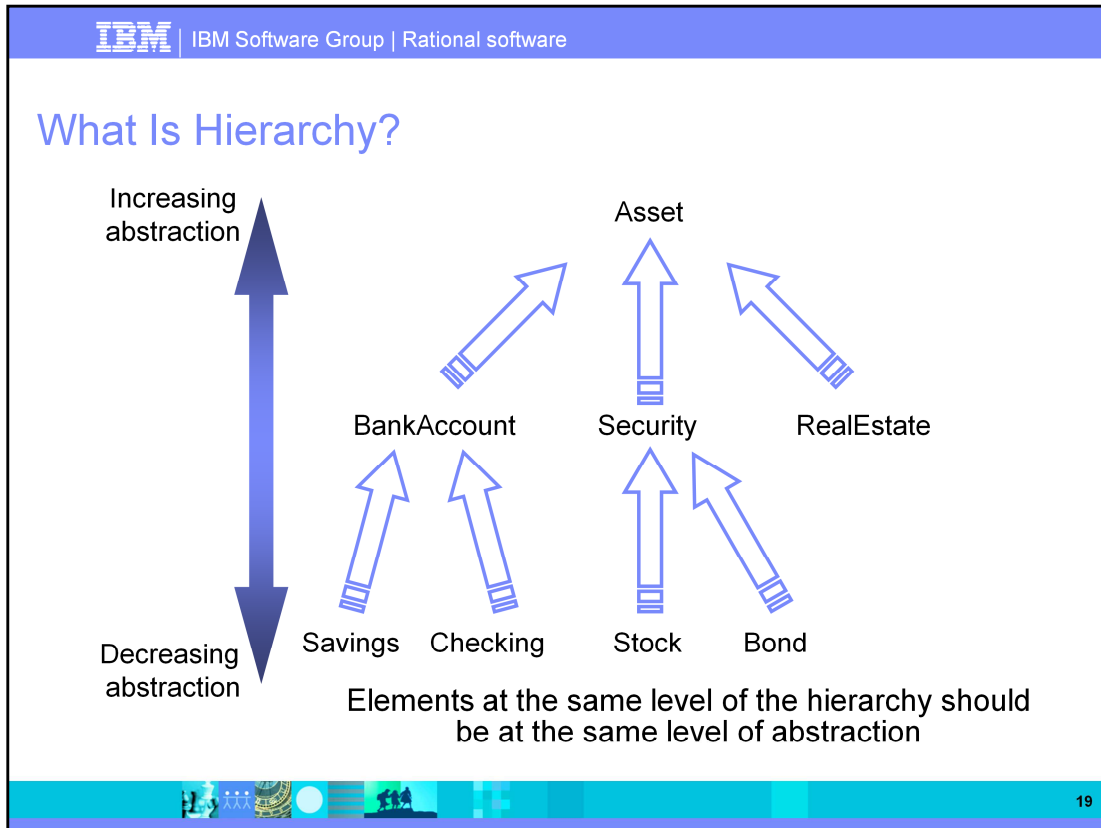 IBM | IBM Software Group | Rational software
What Is Hierarchy?
Increasing
abstraction
Asset
BankAccount Security RealEstate
Savings Checking Stock Bond
Decreasing
abstraction
Elements at the same level of the hierarchy should
be at the same level of abstraction
19